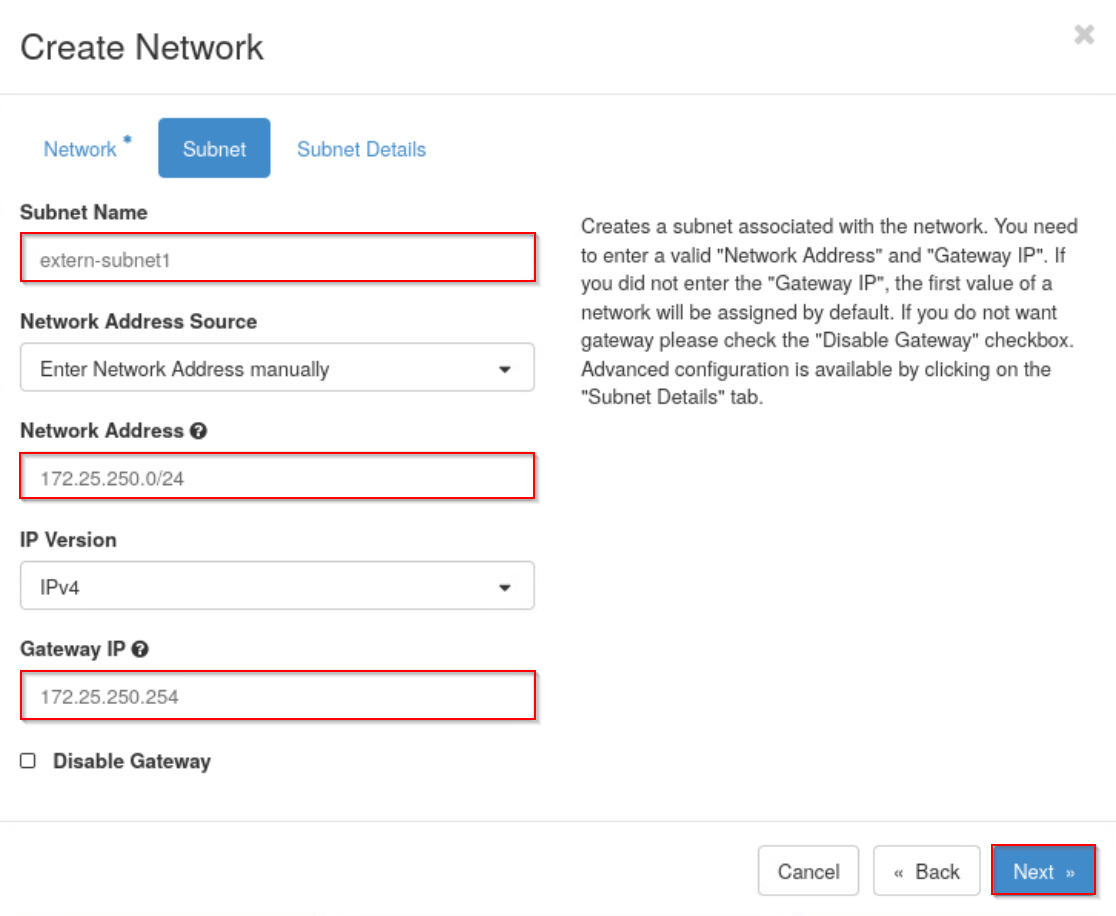 Create Network
×
Network *
Subnet
Subnet Details
Subnet Name
extern-subnet1
Network Address Source
Enter Network Address manually
Network Address ?
172.25.250.0/24
IP Version
IPv4
Gateway IP ?
172.25.250.254
Disable Gateway
Creates a subnet associated with the network. You need
to enter a valid "Network Address" and "Gateway IP". If
you did not enter the "Gateway IP", the first value of a
network will be assigned by default. If you do not want
gateway please check the "Disable Gateway" checkbox.
Advanced configuration is available by clicking on the
"Subnet Details" tab.
Cancel
« Back
Next »